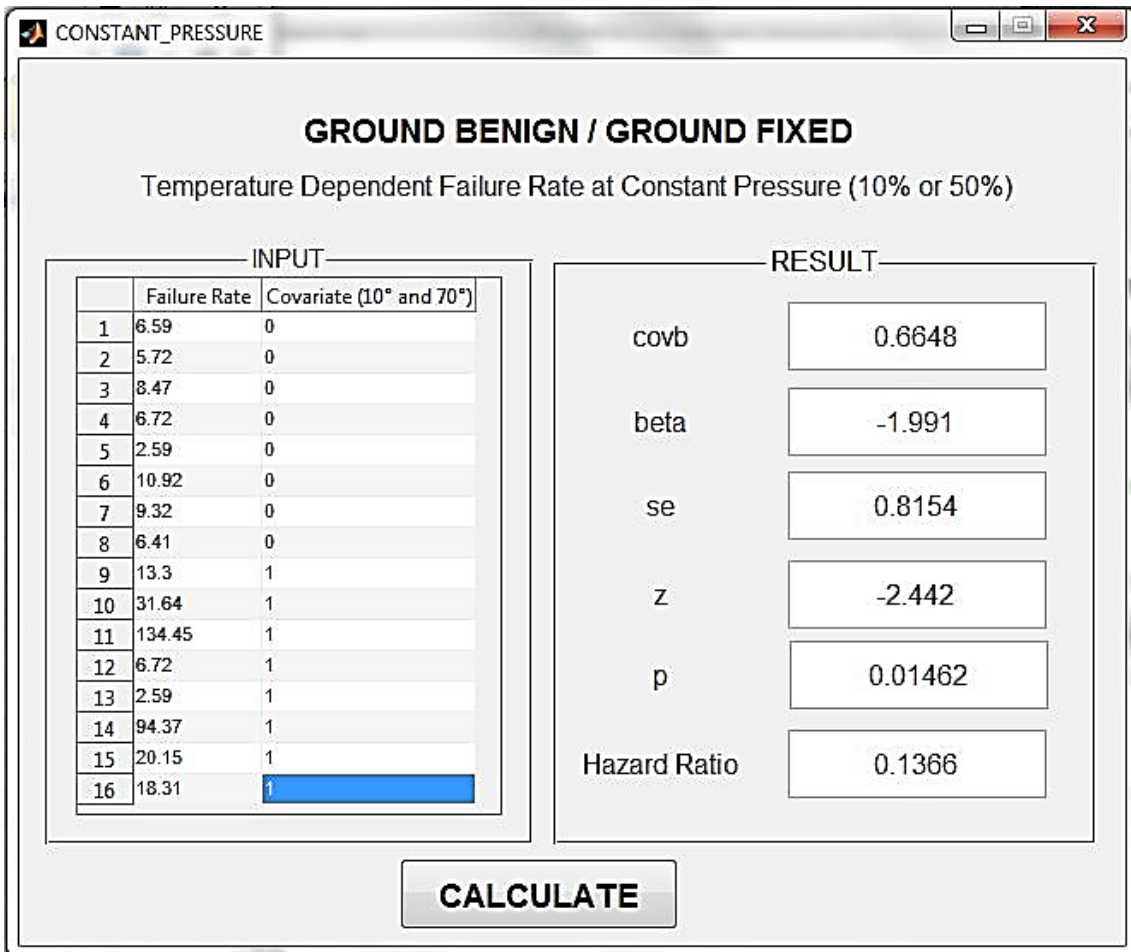 CONSTANT_PRESSURE
GROUND BENIGN / GROUND FIXED
Temperature Dependent Failure Rate at Constant Pressure (10% or 50%)
INPUT
Failure Rate Covariate (10° and 70°)
1 6.59 0
2 5.72 0
3 8.47 0
4 6.72 0
5 2.59 0
6 10.92 0
7 9.32 0
8 6.41 0
9 13.3 1
10 31.64 1
11 134.45 1
12 6.72 1
13 2.59 1
14 94.37 1
15 20.15 1
16 18.31 1
RESULT
covb 0.6648
beta -1.991
se 0.8154
z -2.442
p 0.01462
Hazard Ratio 0.1366
CALCULATE